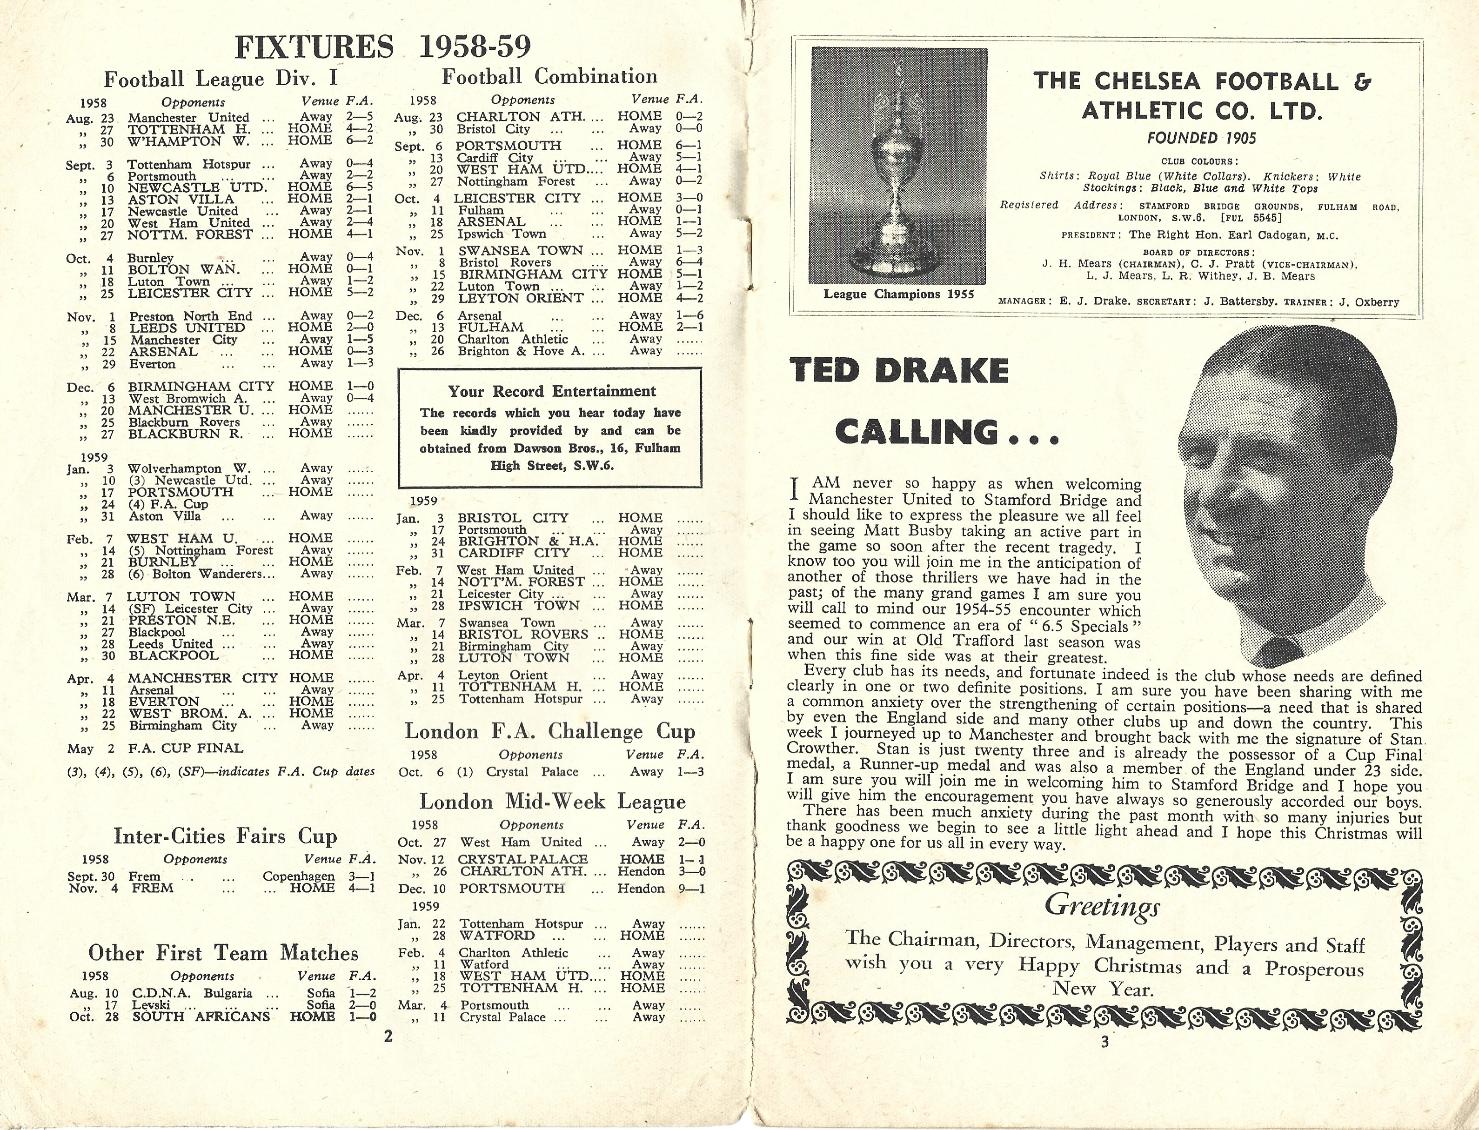 FIXTURES 1958-59
Football League Div. I
1958 Opponents Venue F.A.
Aug. 23 Manchester United ... Away 2—5
„ 27 TOTTENHAM H. ... HOME 4—2
„ 30 W'HAMPTON W. ... HOME 6—2
Sept. 3 Tottenham Hotspur ... Away 0—4
„ 6 Portsmouth ... ... Away 2—2
„ 10 NEWCASTLE UTD. HOME 6—5
„ 13 ASTON VILLA ... HOME 2—1
„ 17 Newcastle United ... Away 2—1
„ 20 West Ham United ... Away 2—4
„ 27 NOTTM. FOREST ... HOME 4—1
Oct. 4 Burnley ... ... Away 0—4
„ 11 BOLTON WAN. ... HOME 0—1
„ 18 Luton Town ... ... Away 1—2
„ 25 LEICESTER CITY ... HOME 5—2
Nov. 1 Preston North End ... Away 0—2
„ 8 LEEDS UNITED ... HOME 2—0
„ 15 Manchester City ... Away 1—5
„ 22 ARSENAL ... ... HOME 0—3
„ 29 Everton ... ... Away 1—3
Dec. 6 BIRMINGHAM CITY HOME 1—0
„ 13 West Bromwich A. ... Away 0—4
„ 20 MANCHESTER U. ... HOME ......
„ 25 Blackburn Rovers ... Away ......
„ 27 BLACKBURN R. ... HOME ......
1959
Jan. 3 Wolverhampton W. ... Away ......
„ 10 (3) Newcastle Utd. ... Away ......
„ 17 PORTSMOUTH ... HOME ......
„ 24 (4) F.A. Cup
„ 31 Aston Villa ... ... Away ......
Feb. 7 WEST HAM U. ... HOME ......
„ 14 (5) Nottingham Forest Away ......
„ 21 BURNLEY ... ... HOME ......
„ 28 (6) Bolton Wanderers... Away ......
Mar. 7 LUTON TOWN ... HOME ......
„ 14 (SF) Leicester City ... Away ......
„ 21 PRESTON N.E. ... HOME ......
„ 27 Blackpool ... ... Away ......
„ 28 Leeds United ... ... Away ......
„ 30 BLACKPOOL ... HOME ......
Apr. 4 MANCHESTER CITY HOME ......
„ 11 Arsenal ... ... Away ......
„ 18 EVERTON ... ... HOME ......
„ 22 WEST BROM. A. ... HOME ......
„ 25 Birmingham City ... Away ......
May 2 F.A. CUP FINAL
(3), (4), (5), (6), (SF)—indicates F.A. Cup dates
Inter-Cities Fairs Cup
1958 Opponents Venue F.A.
Sept. 30 Frem . . ... Copenhagen 3—1
Nov. 4 FREM ... ... HOME 4—1
Other First Team Matches
1958 Opponents Venue F.A.
Aug. 10 C.D.N.A. Bulgaria ... Sofia 1—2
„ 17 Levski ... ... ... Sofia 2—0
Oct. 28 SOUTH AFRICANS HOME 1—0
Football Combination
1958 Opponents Venue F.A.
Aug. 23 CHARLTON ATH. ... HOME 0—2
„ 30 Bristol City ... ... Away 0—0
Sept. 6 PORTSMOUTH ... HOME 6—1
„ 13 Cardiff City ... ... Away 5—1
„ 20 WEST HAM UTD.... HOME 4—1
„ 27 Nottingham Forest ... Away 0—2
Oct. 4 LEICESTER CITY ... HOME 3—0
„ 11 Fulham ... ... Away 0—1
„ 18 ARSENAL ... ... HOME 1—1
„ 25 Ipswich Town ... Away 5—2
Nov. 1 SWANSEA TOWN ... HOME 1—3
„ 8 Bristol Rovers ... Away 6—4
„ 15 BIRMINGHAM CITY HOME 5—1
„ 22 Luton Town ... ... Away 1—2
„ 29 LEYTON ORIENT ... HOME 4—2
Dec. 6 Arsenal ... ... Away 1—6
„ 13 FULHAM ... ... HOME 2—1
„ 20 Charlton Athletic ... Away ......
„ 26 Brighton & Hove A. ... Away ......
Your Record Entertainment
The records which you hear today have
been kindly provided by and can be
obtained from Dawson Bros., 16, Fulham
High Street, S.W.6.
1959
Jan. 3 BRISTOL CITY ... HOME ......
„ 17 Portsmouth ... ... Away ......
„ 24 BRIGHTON & H.A. HOME ......
„ 31 CARDIFF CITY ... HOME ......
Feb. 7 West Ham United ... Away ......
„ 14 NOTT'M. FOREST ... HOME ......
„ 21 Leicester City ... ... Away ......
„ 28 IPSWICH TOWN ... HOME ......
Mar. 7 Swansea Town ... Away ......
„ 14 BRISTOL ROVERS .. HOME ......
„ 21 Birmingham City ... Away ......
„ 28 LUTON TOWN ... HOME ......
Apr. 4 Leyton Orient ... Away ......
„ 11 TOTTENHAM H. ... HOME ......
„ 25 Tottenham Hotspur ... Away ......
London F.A. Challenge Cup
1958 Opponents Venue F.A.
Oct. 6 (1) Crystal Palace ... Away 1—3
London Mid-Week League
1958 Opponents Venue F.A.
Oct. 27 West Ham United ... Away 2—0
Nov. 12 CRYSTAL PALACE HOME 1—1
„ 26 CHARLTON ATH. ... Hendon 3—0
Dec. 10 PORTSMOUTH ... Hendon 9—1
1959
Jan. 22 Tottenham Hotspur ... Away ......
„ 28 WATFORD ... ... HOME ......
Feb. 4 Charlton Athletic ... Away ......
„ 11 Watford ... ... Away ......
„ 18 WEST HAM UTD.... HOME ......
„ 25 TOTTENHAM H. ... HOME ......
Mar. 4 Portsmouth ... Away ......
„ 11 Crystal Palace ... ... Away ......
2
League Champions 1955
THE CHELSEA FOOTBALL &
ATHLETIC CO. LTD.
FOUNDED 1905
CLUB COLOURS:
Shirts: Royal Blue (White Collars). Knickers: White
Stockings: Black, Blue and White Tops
Registered Address: STAMFORD BRIDGE GROUNDS, FULHAM ROAD,
LONDON, S.W.6. [FUL 5545]
PRESIDENT: The Right Hon. Earl Cadogan, M.C.
BOARD OF DIRECTORS:
J. H. Mears (CHAIRMAN), C. J. Pratt (VICE-CHAIRMAN),
L. J. Mears, L. R. Withey, J. B. Mears
MANAGER: E. J. Drake. SECRETARY: J. Battersby. TRAINER: J. Oxberry
TED DRAKE
CALLING...
I AM never so happy as when welcoming
Manchester United to Stamford Bridge and
I should like to express the pleasure we all feel
in seeing Matt Busby taking an active part in
the game so soon after the recent tragedy. I
know too you will join me in the anticipation of
another of those thrillers we have had in the
past; of the many grand games I am sure you
will call to mind our 1954-55 encounter which
seemed to commence an era of "6.5 Specials"
and our win at Old Trafford last season was
when this fine side was at their greatest.
Every club has its needs, and fortunate indeed is the club whose needs are defined
clearly in one or two definite positions. I am sure you have been sharing with me
a common anxiety over the strengthening of certain positions—a need that is shared
by even the England side and many other clubs up and down the country. This
week I journeyed up to Manchester and brought back with me the signature of Stan
Crowther. Stan is just twenty three and is already the possessor of a Cup Final
medal, a Runner-up medal and was also a member of the England under 23 side.
I am sure you will join me in welcoming him to Stamford Bridge and I hope you
will give him the encouragement you have always so generously accorded our boys.
There has been much anxiety during the past month with so many injuries but
thank goodness we begin to see a little light ahead and I hope this Christmas will
be a happy one for us all in every way.
Greetings
The Chairman, Directors, Management, Players and Staff
wish you a very Happy Christmas and a Prosperous
New Year.
3